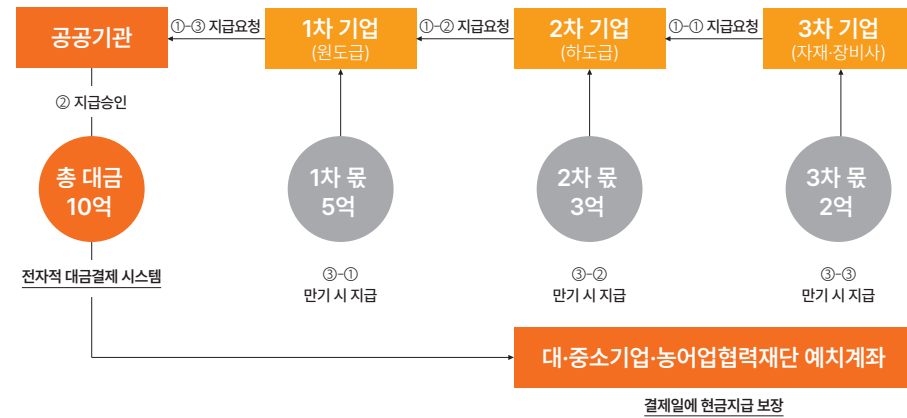 공공기관
①-③ 지급요청
1차 기업
(원도급)
①-② 지급요청
2차 기업
(하도급)
①-① 지급요청
3차 기업
(자재·장비사)
② 지급승인
총 대금
10억
1차 몫
5억
2차 몫
3억
3차 몫
2억
전자적 대금결제 시스템
③-①
만기 시 지급
③-②
만기 시 지급
③-③
만기 시 지급
대·중소기업·농어업협력재단 예치계좌
결제일에 현금지급 보장